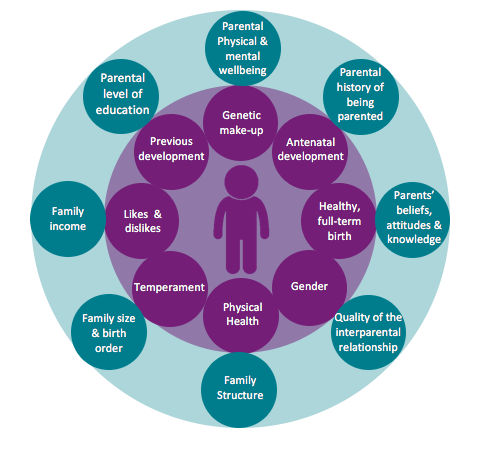 Parental
Physical &
mental
wellbeing
Parental
level of
education
Parental
history of
being
parented
Genetic
make-up
Previous
development
Antenatal
development
Family
income
Likes &
dislikes
Healthy,
full-term
birth
Parents’
beliefs,
attitudes &
knowledge
Temperament
Gender
Physical
Health
Family size
& birth
order
Quality of the
interparental
relationship
Family
Structure